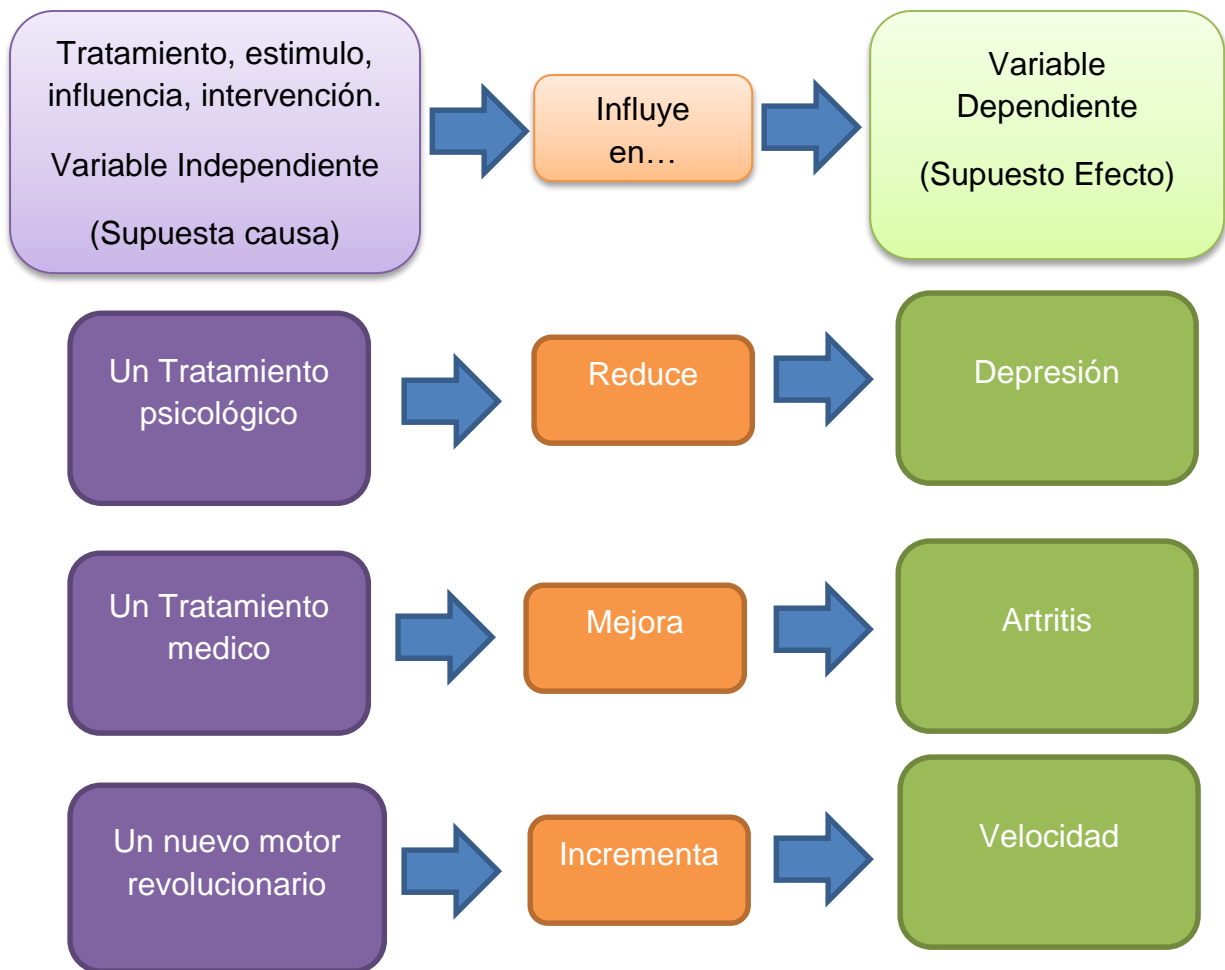 Tratamiento, estimulo,
influencia, intervención.
Variable Independiente
(Supuesta causa)
Influye
en…
Variable
Dependiente
(Supuesto Efecto)
Un Tratamiento
psicológico
Reduce
Depresión
Un Tratamiento
medico
Mejora
Artritis
Un nuevo motor
revolucionario
Incrementa
Velocidad